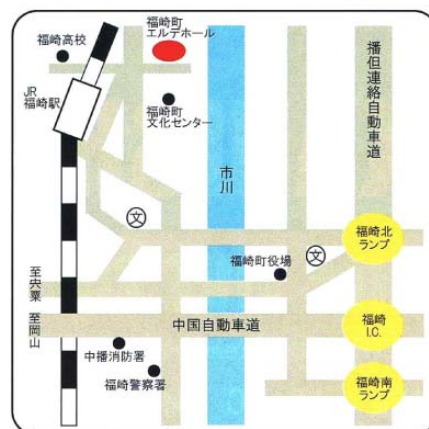 福崎町
エルデホール
福崎高校
JR
福崎駅
福崎町
文化センター
播但連絡自動車道
市川
文
文
福崎北
ランプ
福崎町役場
至宍粟
至岡山
中国自動車道
福崎
I.C.
中播消防署
福崎警察署
福崎南
ランプ